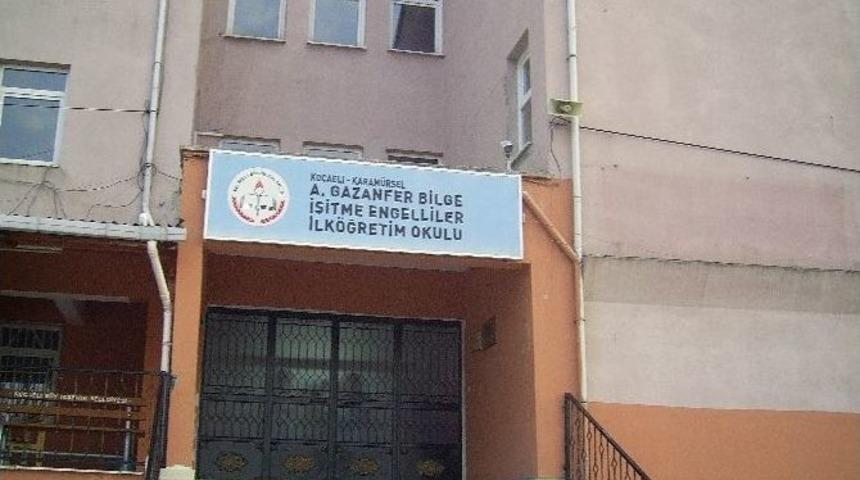 KOCAELİ - KARAMÜRSEL
A. GAZANFER BİLGE
İŞİTME ENGELLİLER
İLKÖĞRETİM OKULU